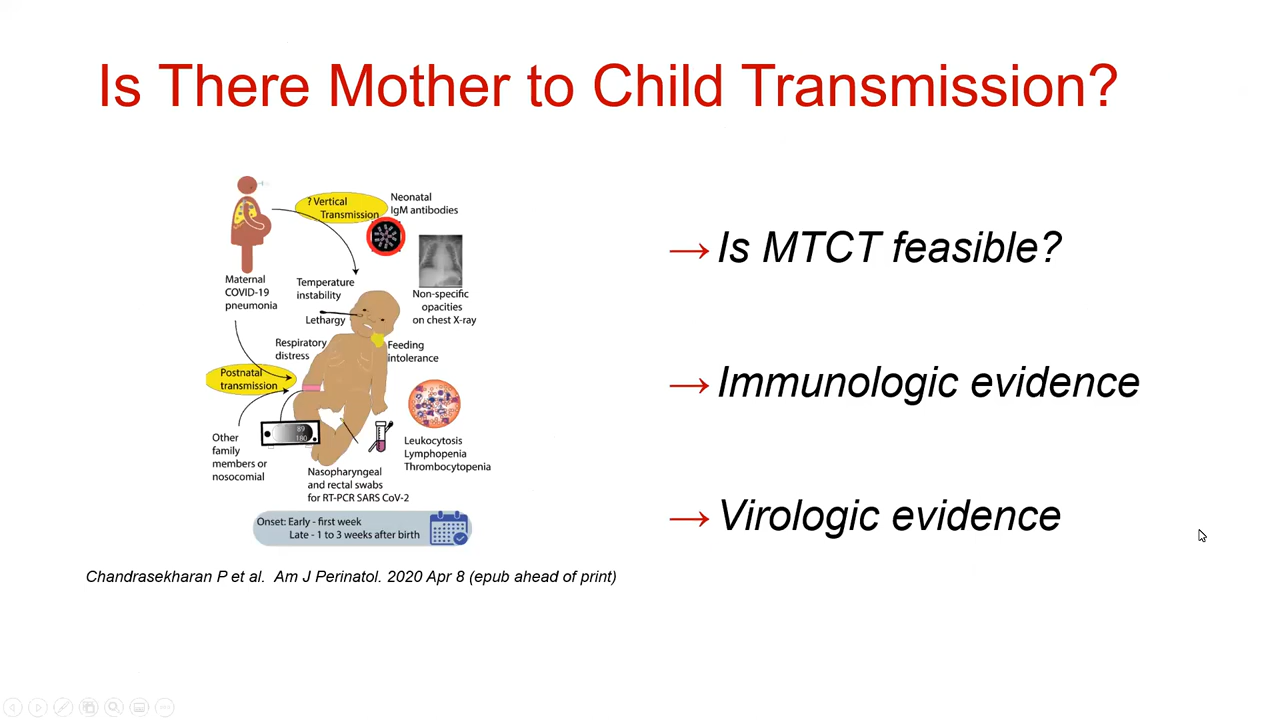 Is There Mother to Child Transmission?
? Vertical
Transmission
Neonatal
IgM antibodies
Maternal
COVID-19
pneumonia
Temperature
instability
Non-specific
opacities
on chest X-ray
Lethargy
Respiratory
distress
Feeding
intolerance
Postnatal
transmission
89
180
Other
family
members or
nosocomial
Leukocytosis
Lymphopenia
Thrombocytopenia
Nasopharyngeal
and rectal swabs
for RT-PCR SARS CoV-2
Onset: Early - first week
Late - 1 to 3 weeks after birth
Chandrasekharan P et al. Am J Perinatol. 2020 Apr 8 (epub ahead of print)
→ Is MTCT feasible?
→ Immunologic evidence
→ Virologic evidence